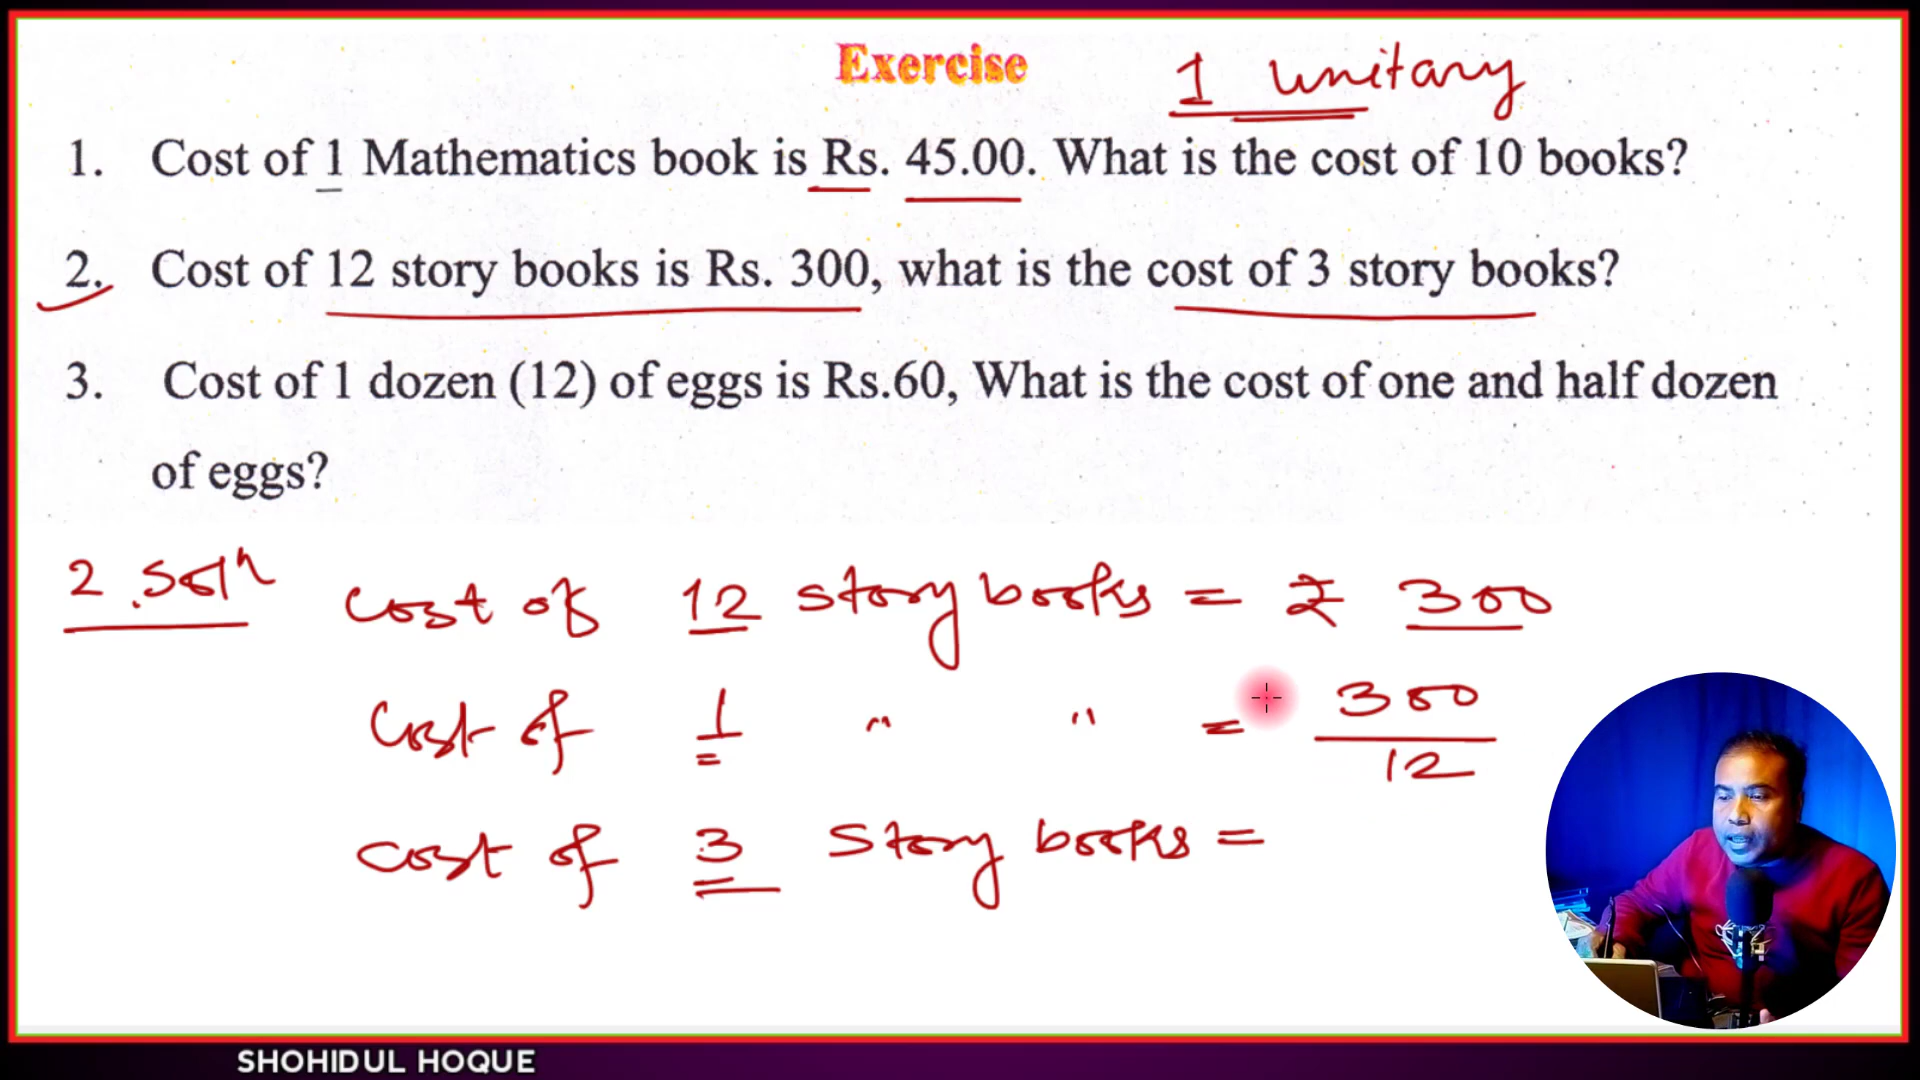 Exercise
1 unitary
1. Cost of 1 Mathematics book is Rs. 45.00. What is the cost of 10 books?
2. Cost of 12 story books is Rs. 300, what is the cost of 3 story books?
3. Cost of 1 dozen (12) of eggs is Rs.60, What is the cost of one and half dozen
of eggs?
2. Solⁿ Cost of 12 story books = ₹ 300
Cost of 1 " " = 300/12
Cost of 3 Story books =
SHOHIDUL HOQUE